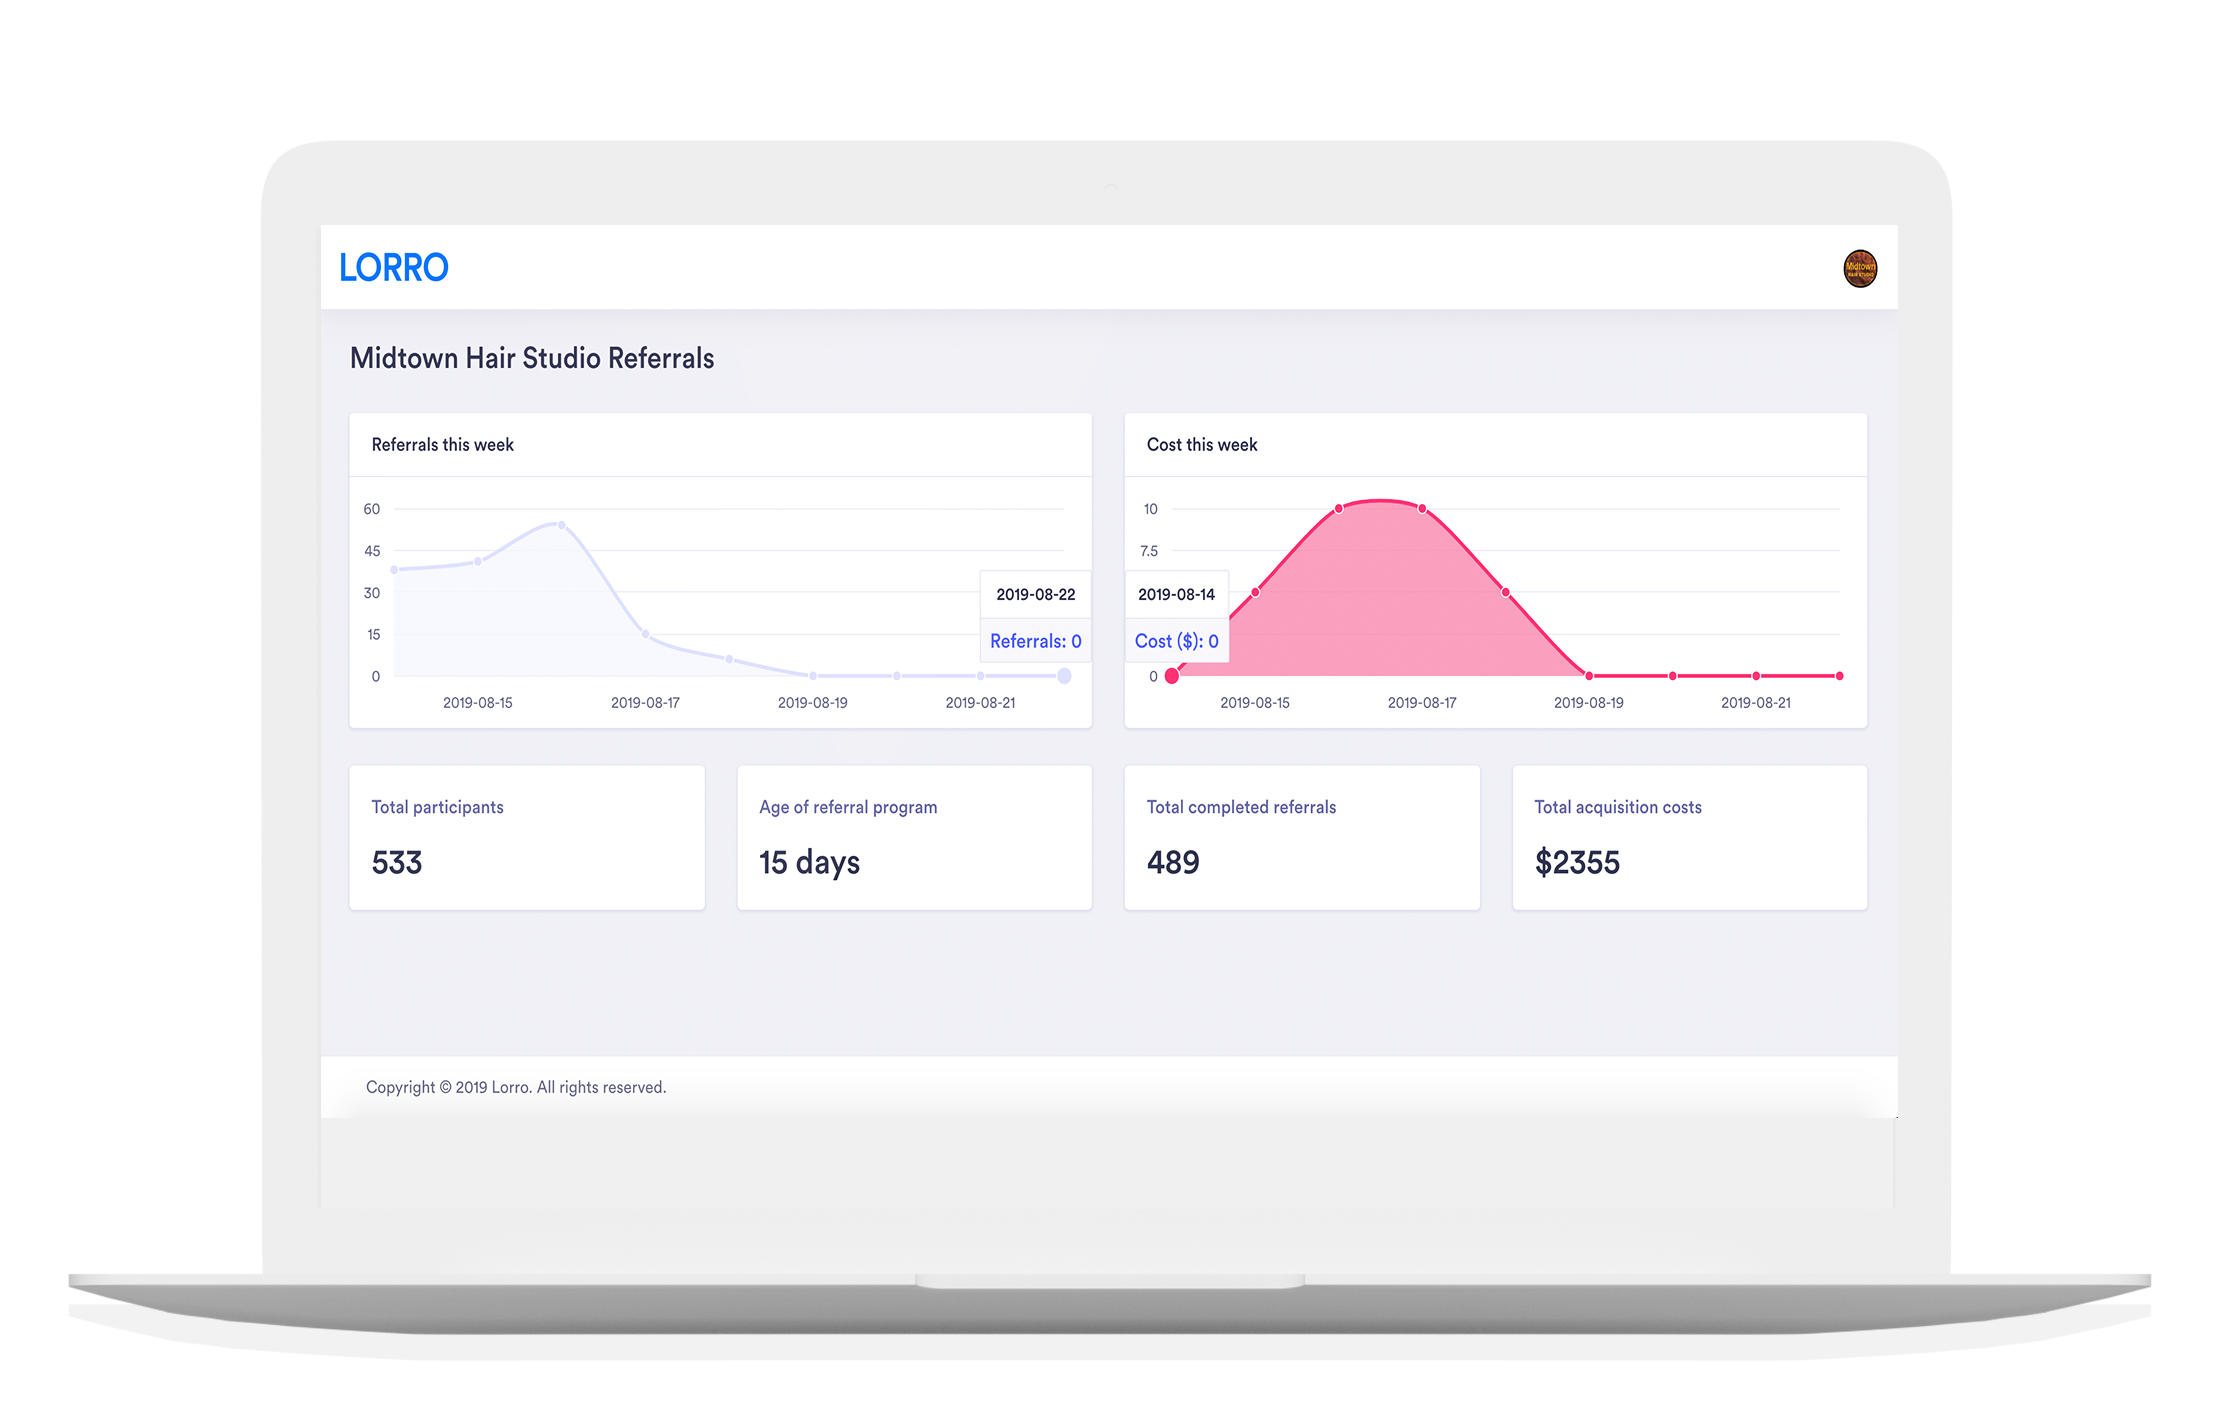 LORRO
Midtown
HAIR STUDIO
Midtown Hair Studio Referrals
Referrals this week
60
45
30
15
0
2019-08-22
Referrals: 0
2019-08-15
2019-08-17
2019-08-19
2019-08-21
Cost this week
10
7.5
0
2019-08-14
Cost ($): 0
2019-08-15
2019-08-17
2019-08-19
2019-08-21
Total participants
533
Age of referral program
15 days
Total completed referrals
489
Total acquisition costs
$2355
Copyright © 2019 Lorro. All rights reserved.